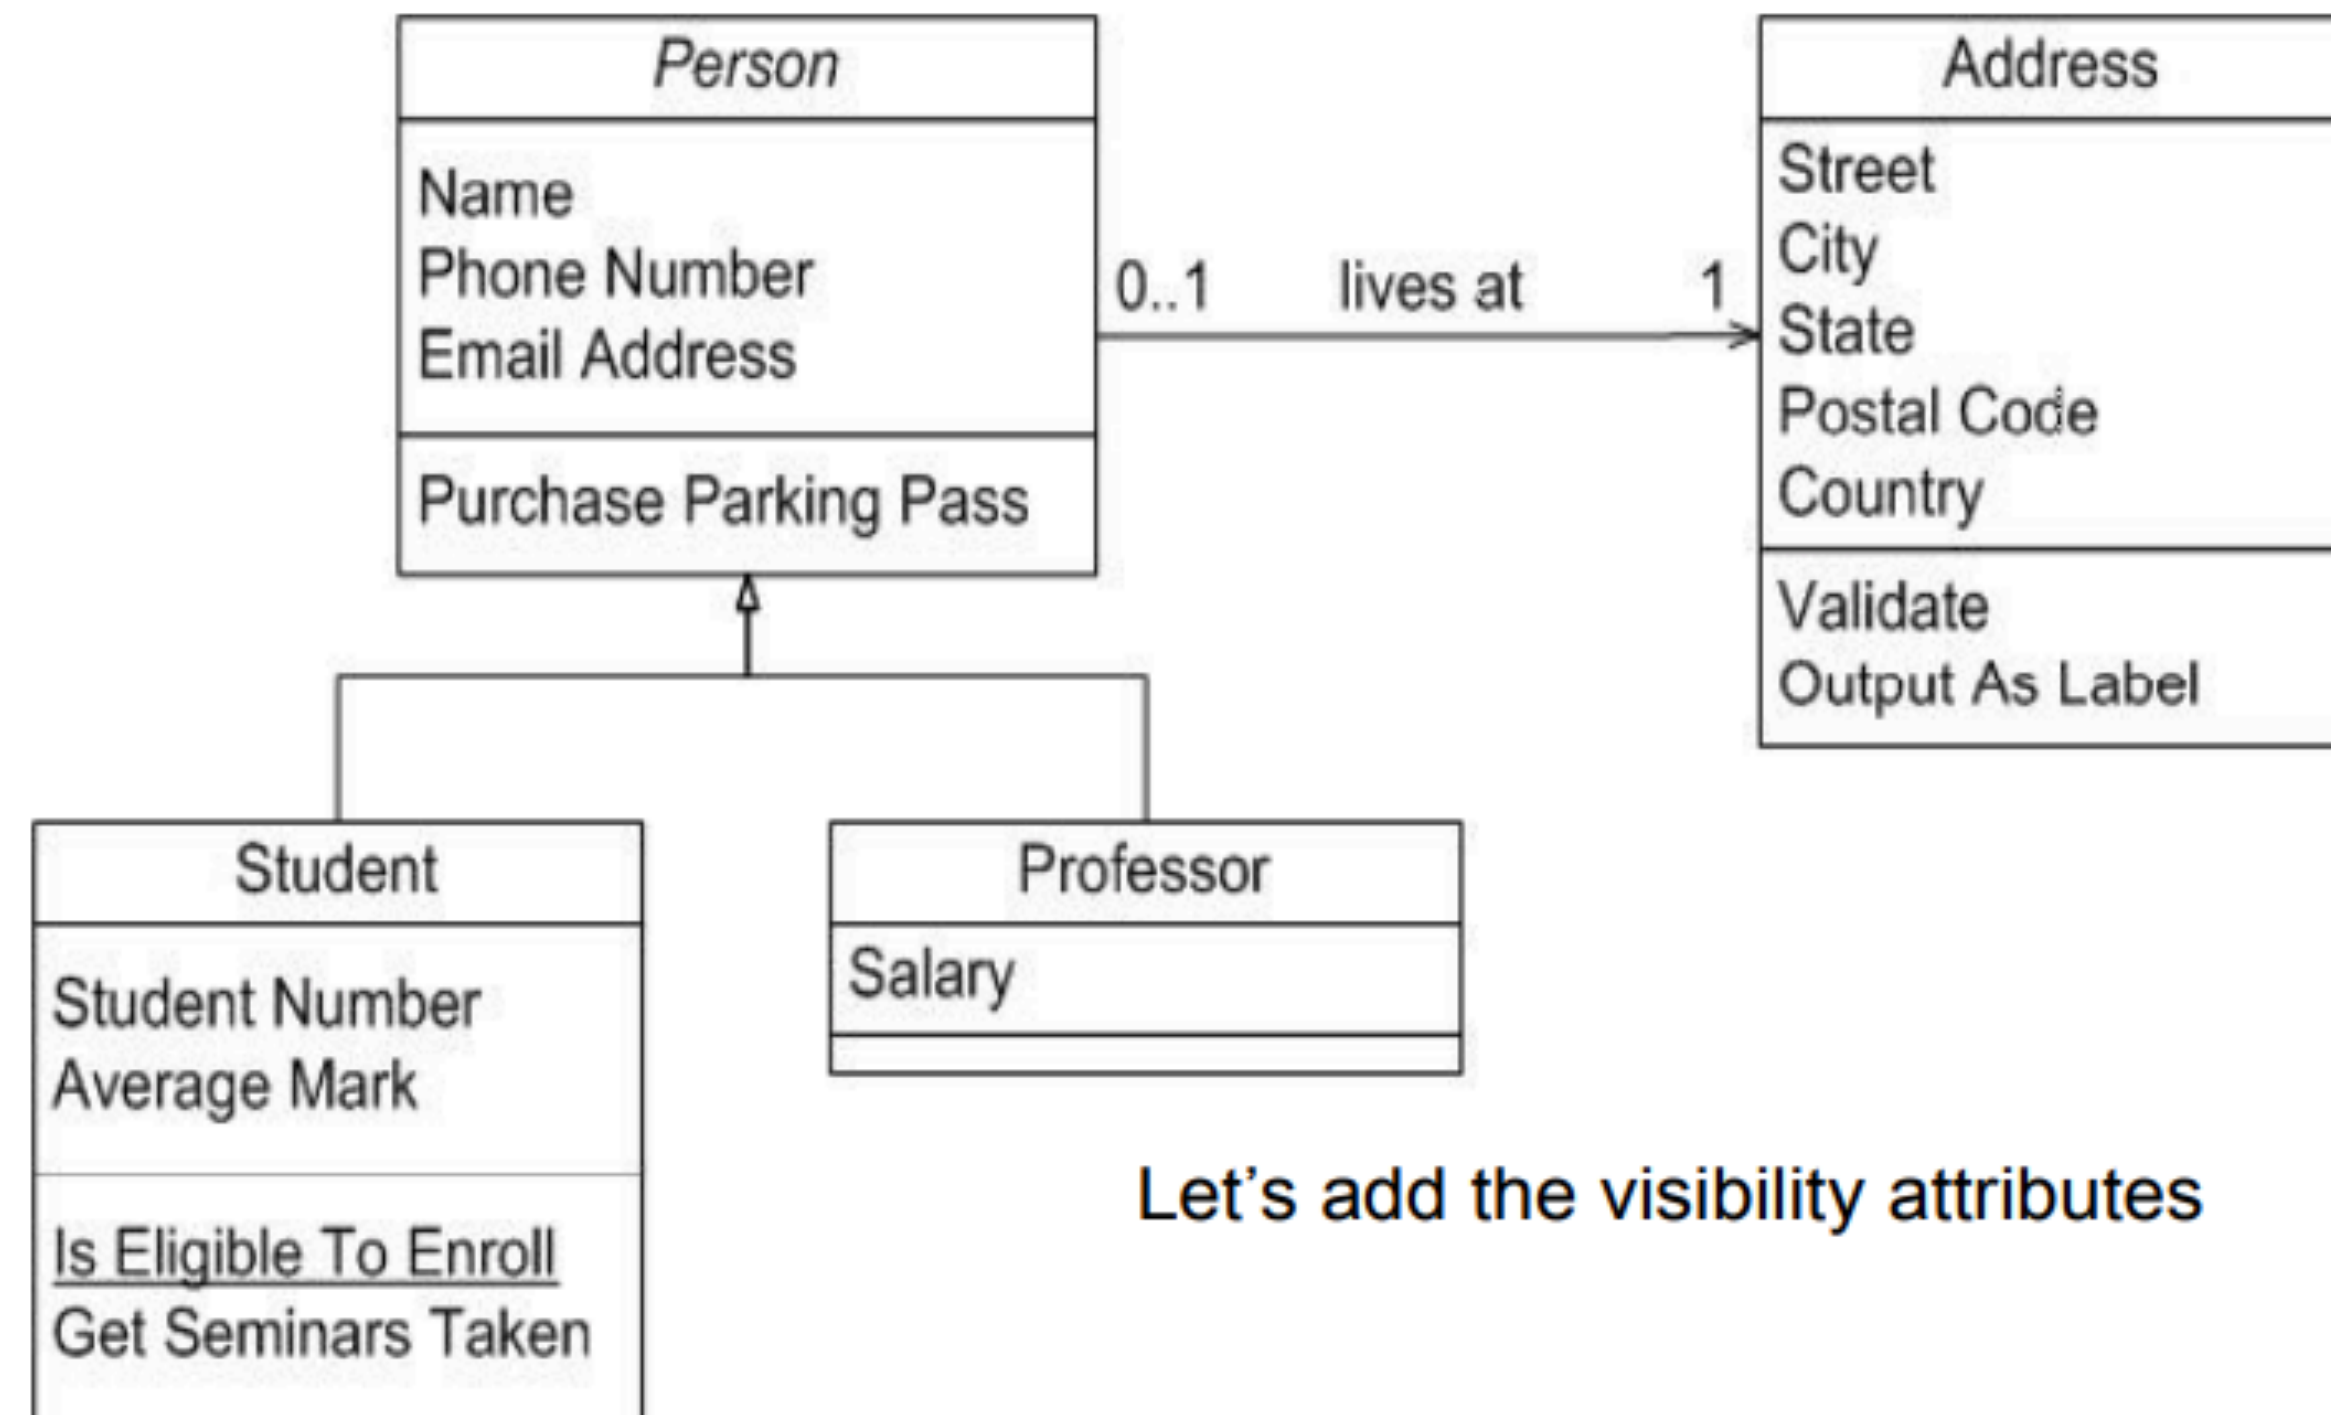 Person
Name
Phone Number
Email Address
Purchase Parking Pass
0..1 lives at 1
Address
Street
City
State
Postal Code
Country
Validate
Output As Label
Student
Student Number
Average Mark
Is Eligible To Enroll
Get Seminars Taken
Professor
Salary
Let’s add the visibility attributes